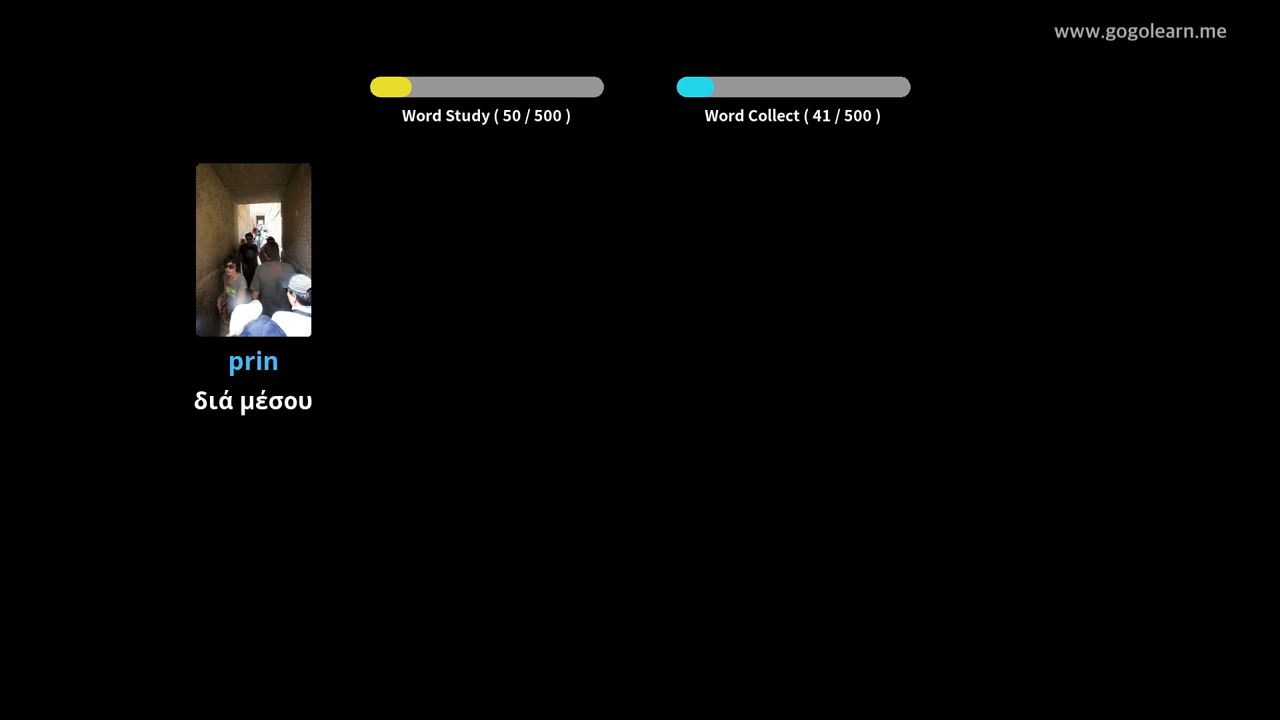 www.gogolearn.me
Word Study ( 50 / 500 )
Word Collect ( 41 / 500 )
prin
διά μέσου